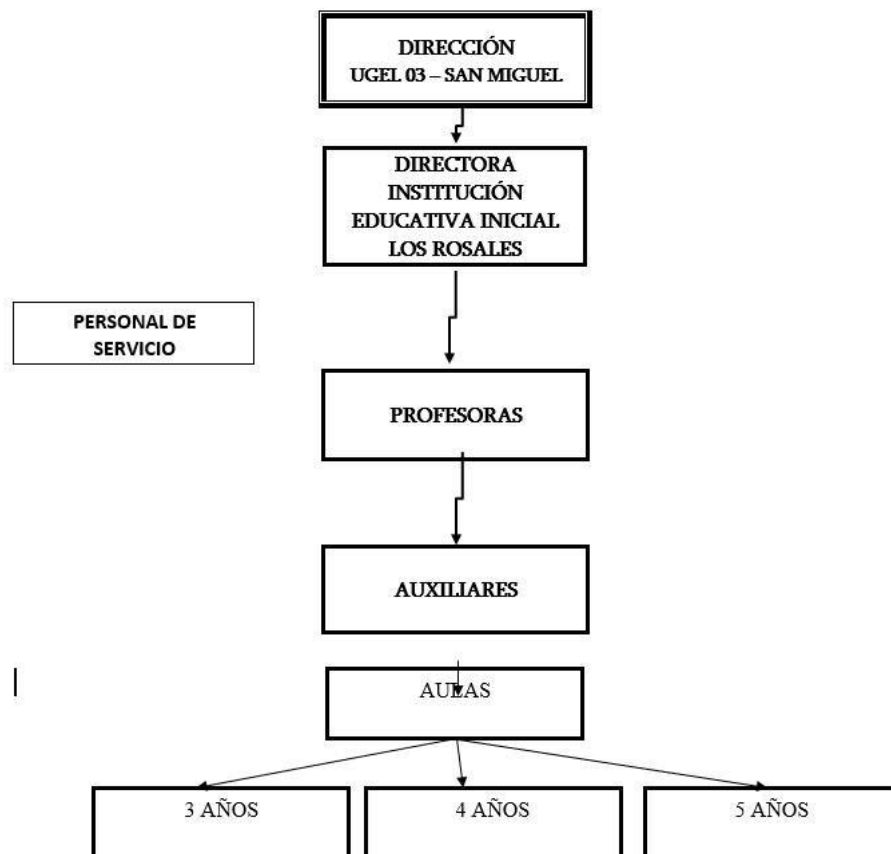 DIRECCIÓN
UGEL 03 – SAN MIGUEL
DIRECTORA
INSTITUCIÓN
EDUCATIVA INICIAL
LOS ROSALES
PERSONAL DE
SERVICIO
PROFESORAS
AUXILIARES
AULAS
3 AÑOS
4 AÑOS
5 AÑOS